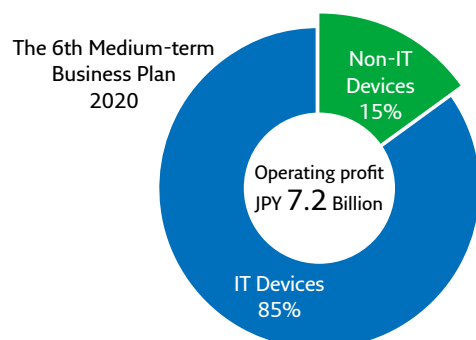 The 6th Medium-term
Business Plan
2020
Non-IT
Devices
15%
Operating profit
JPY 7.2 Billion
IT Devices
85%